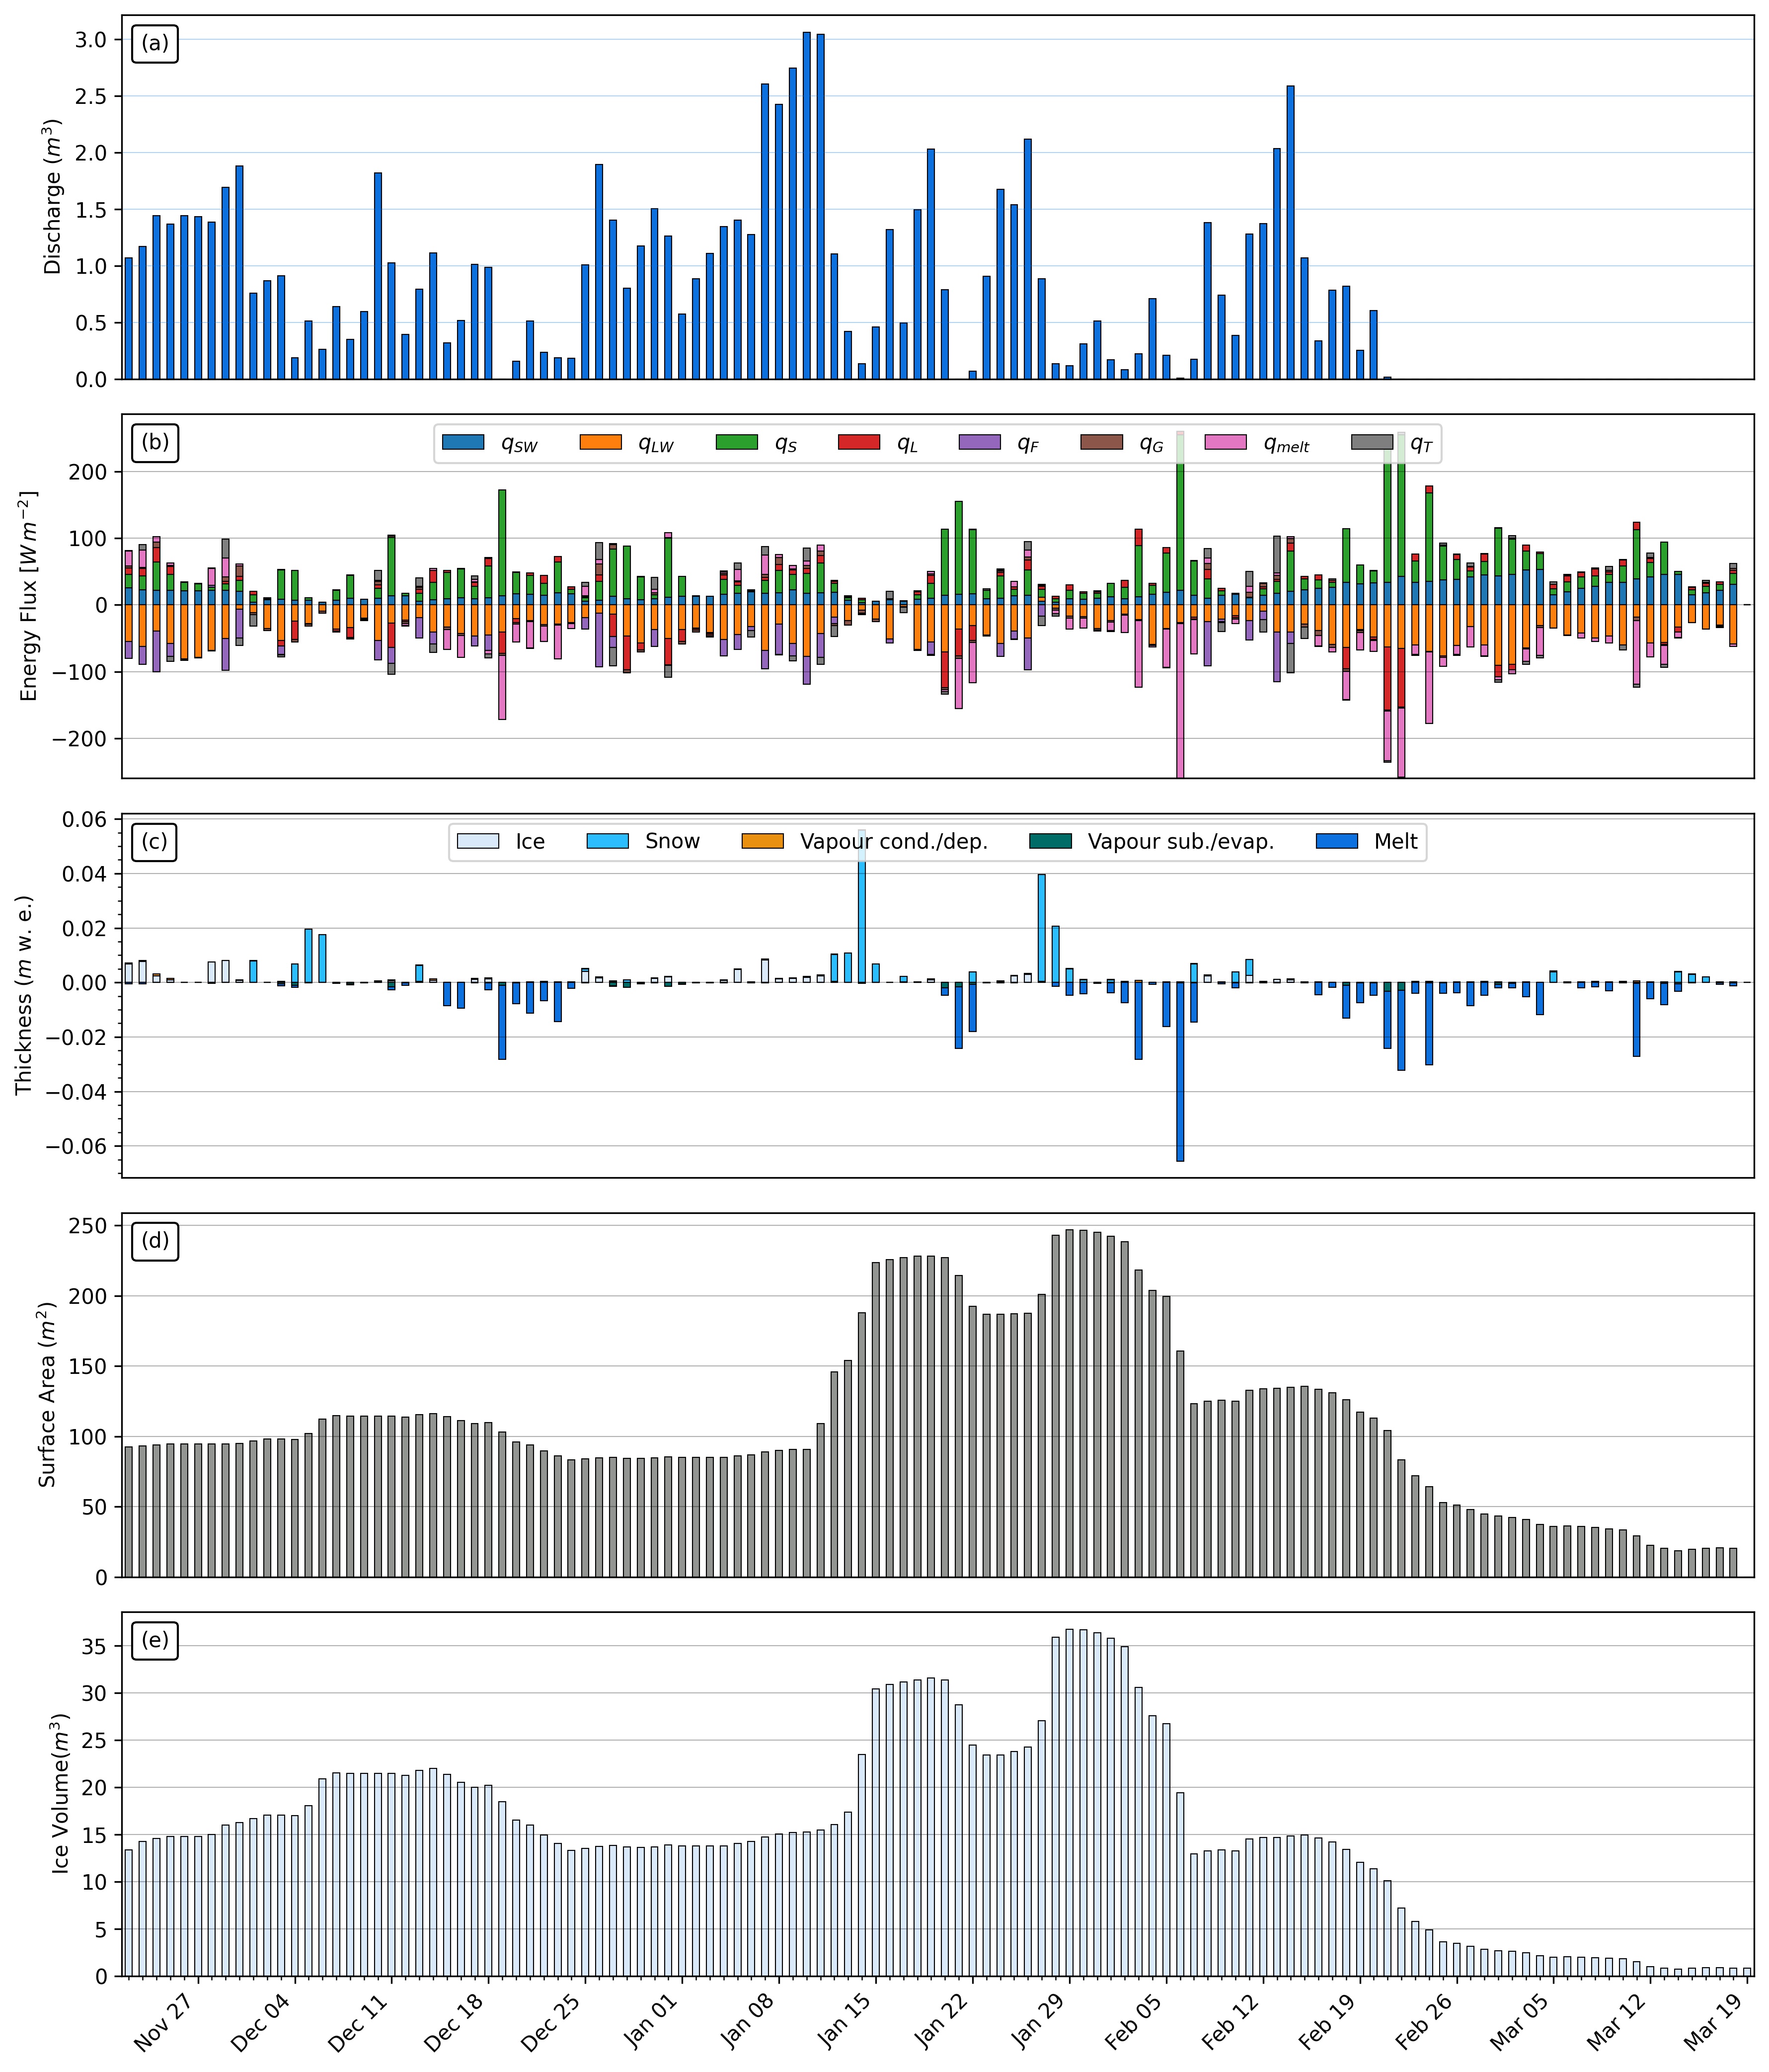 (a)
Discharge (m³)
3.0
2.5
2.0
1.5
1.0
0.5
0.0
(b)
q_SW q_LW q_S q_L q_F q_G q_melt q_T
Energy Flux [W m⁻²]
200
100
0
−100
−200
(c)
Ice Snow Vapour cond./dep. Vapour sub./evap. Melt
Thickness (m w. e.)
0.06
0.04
0.02
0.00
−0.02
−0.04
−0.06
(d)
Surface Area (m²)
250
200
150
100
50
0
(e)
Ice Volume(m³)
35
30
25
20
15
10
5
0
Nov 27 Dec 04 Dec 11 Dec 18 Dec 25 Jan 01 Jan 08 Jan 15 Jan 22 Jan 29 Feb 05 Feb 12 Feb 19 Feb 26 Mar 05 Mar 12 Mar 19